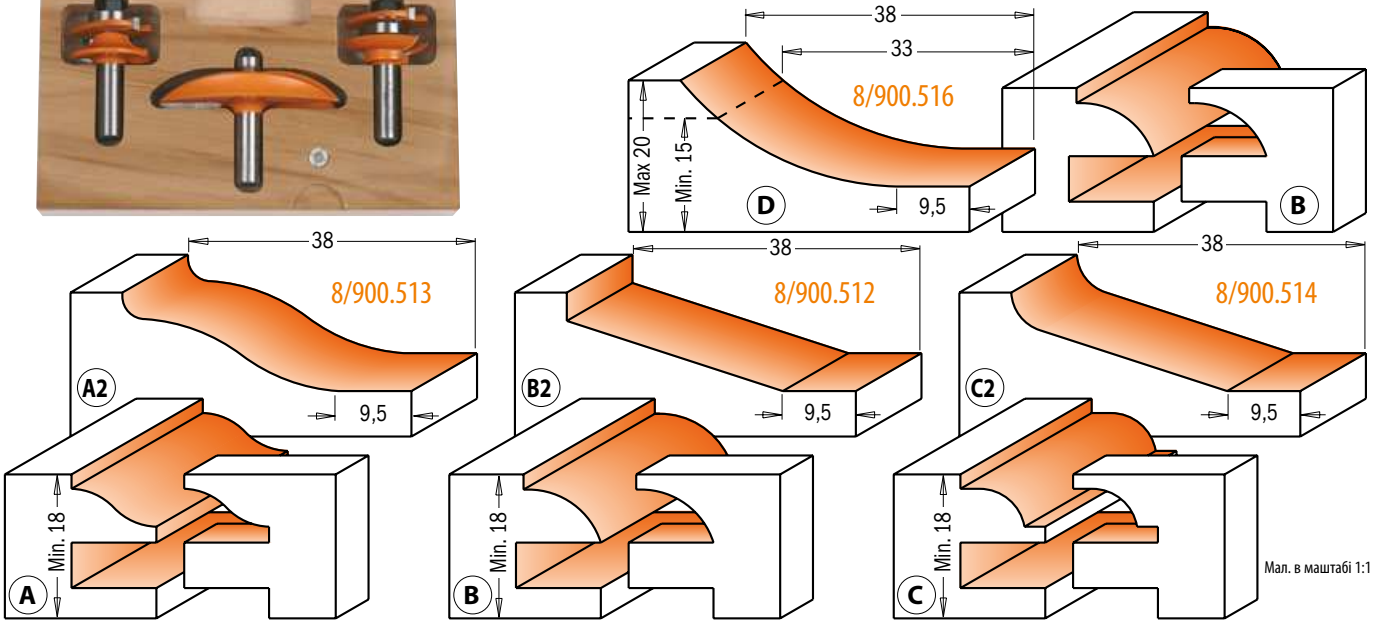 38
33
8/900.516
Max 20
Min. 15
9,5
D
B
38
8/900.513
A2
9,5
38
8/900.512
B2
9,5
38
8/900.514
C2
9,5
Min. 18
A
Min. 18
B
Min. 18
C
Мал. в маштабі 1:1